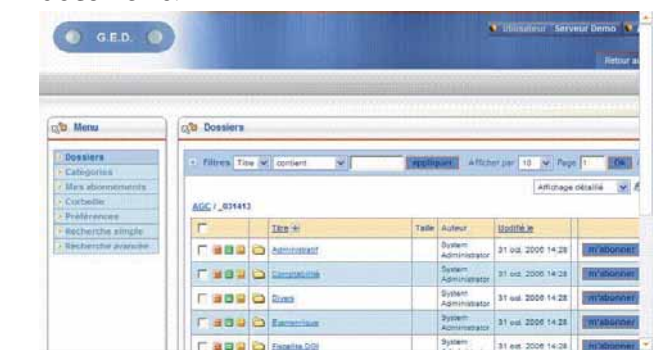 G.E.D.
Utilisateur Serveur Demo
Retour au
Menu
Dossiers
Catégories
Mes abonnements
Corbeille
Préférences
Recherche simple
Recherche avancée
Dossiers
Filtres Titre contient appliquer Afficher par 10 Page 1 Ok
Affichage détaillé
AGC / _031413
Titre Taille Auteur Modifié le
Administratif System Administrator 31 oct. 2006 14:28 m'abonner
Comptabilité System Administrator 31 oct. 2006 14:28 m'abonner
Divers System Administrator 31 oct. 2006 14:28 m'abonner
Economique System Administrator 31 oct. 2006 14:28 m'abonner
Fiscalité DGI System 31 oct. 2006 14:28 m'abonner